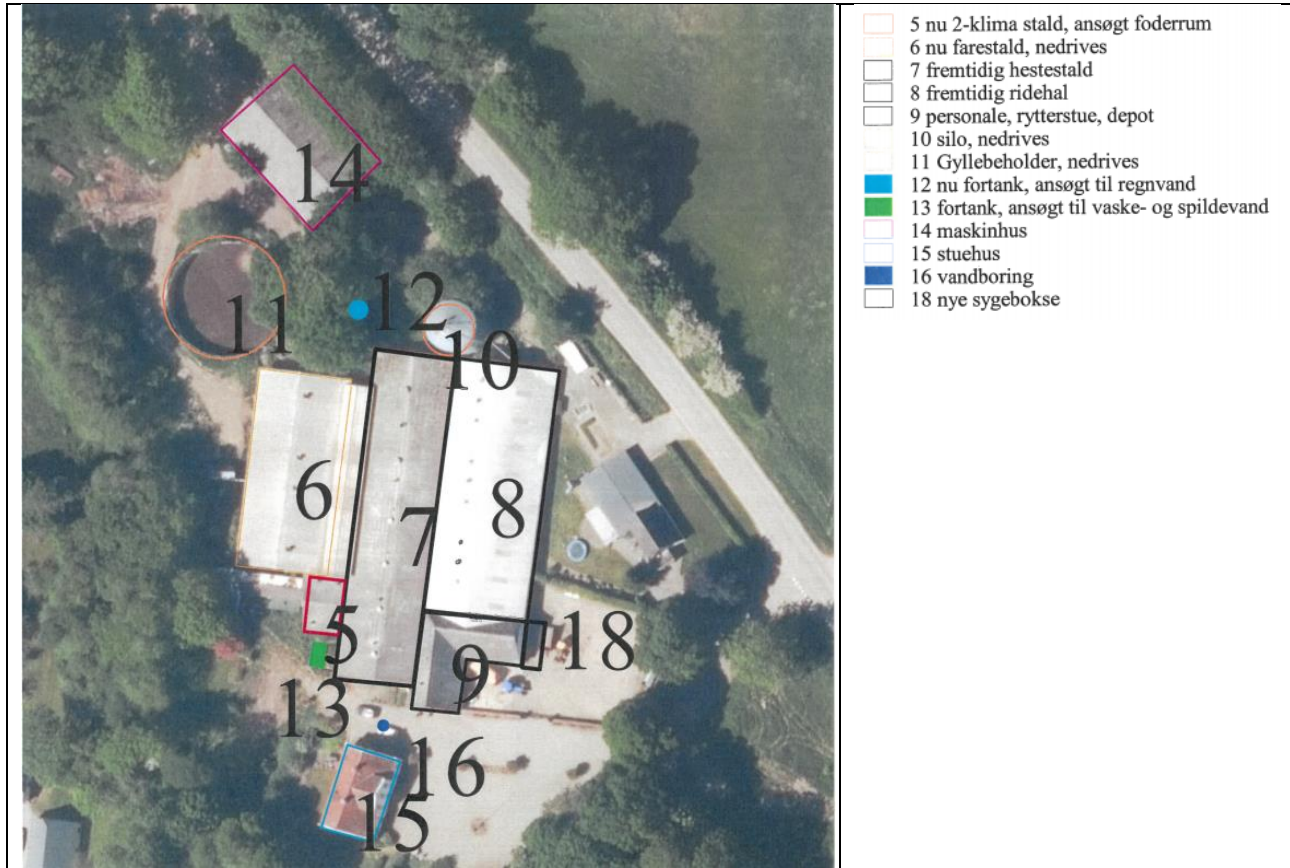 14
11
12
10
6
7
8
5
18
9
13
16
15
5 nu 2-klima stald, ansøgt foderrum
6 nu farestald, nedrives
7 fremtidig hestestald
8 fremtidig ridehal
9 personale, rytterstue, depot
10 silo, nedrives
11 Gyllebeholder, nedrives
12 nu fortank, ansøgt til regnvand
13 fortank, ansøgt til vaske- og spildevand
14 maskinhus
15 stuehus
16 vandboring
18 nye sygebokse